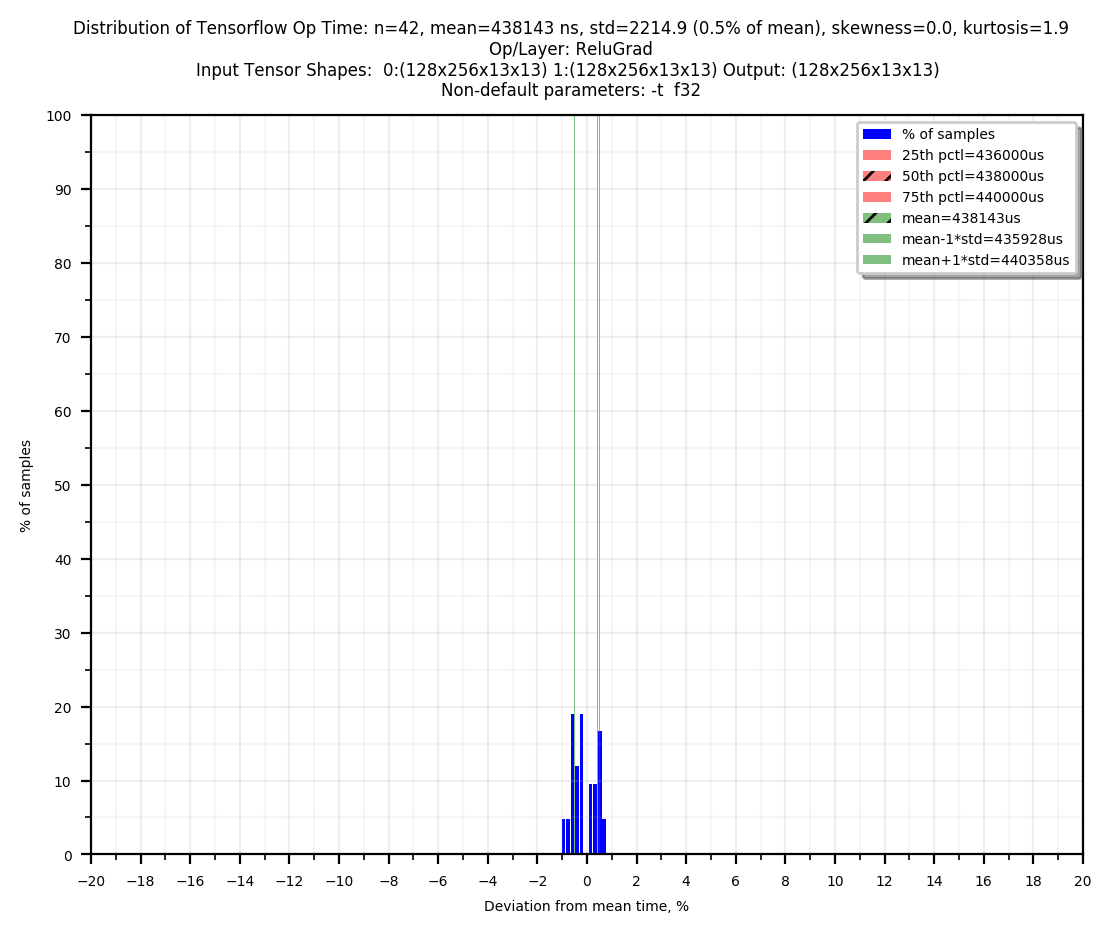 Distribution of Tensorflow Op Time: n=42, mean=438143 ns, std=2214.9 (0.5% of mean), skewness=0.0, kurtosis=1.9
Op/Layer: ReluGrad
Input Tensor Shapes:  0:(128x256x13x13) 1:(128x256x13x13) Output: (128x256x13x13)
Non-default parameters: -t  f32
% of samples
25th pctl=436000us
50th pctl=438000us
75th pctl=440000us
mean=438143us
mean-1*std=435928us
mean+1*std=440358us
100
90
80
70
60
50
40
30
20
10
0
% of samples
−20 −18 −16 −14 −12 −10 −8 −6 −4 −2 0 2 4 6 8 10 12 14 16 18 20
Deviation from mean time, %